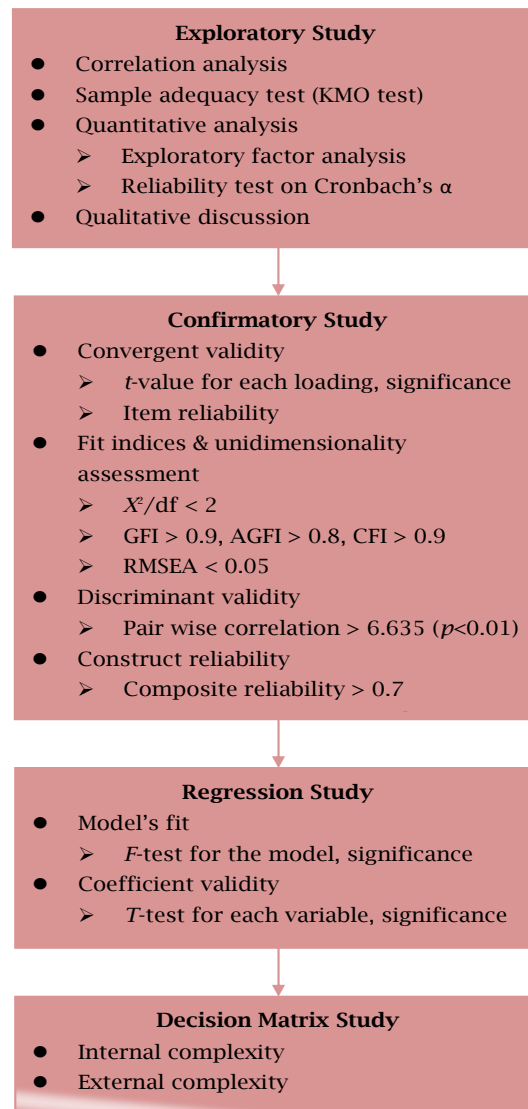 Exploratory Study
● Correlation analysis
● Sample adequacy test (KMO test)
● Quantitative analysis
➢ Exploratory factor analysis
➢ Reliability test on Cronbach's α
● Qualitative discussion
Confirmatory Study
● Convergent validity
➢ t-value for each loading, significance
➢ Item reliability
● Fit indices & unidimensionality
assessment
➢ X²/df < 2
➢ GFI > 0.9, AGFI > 0.8, CFI > 0.9
➢ RMSEA < 0.05
● Discriminant validity
➢ Pair wise correlation > 6.635 (p<0.01)
● Construct reliability
➢ Composite reliability > 0.7
Regression Study
● Model's fit
➢ F-test for the model, significance
● Coefficient validity
➢ T-test for each variable, significance
Decision Matrix Study
● Internal complexity
● External complexity